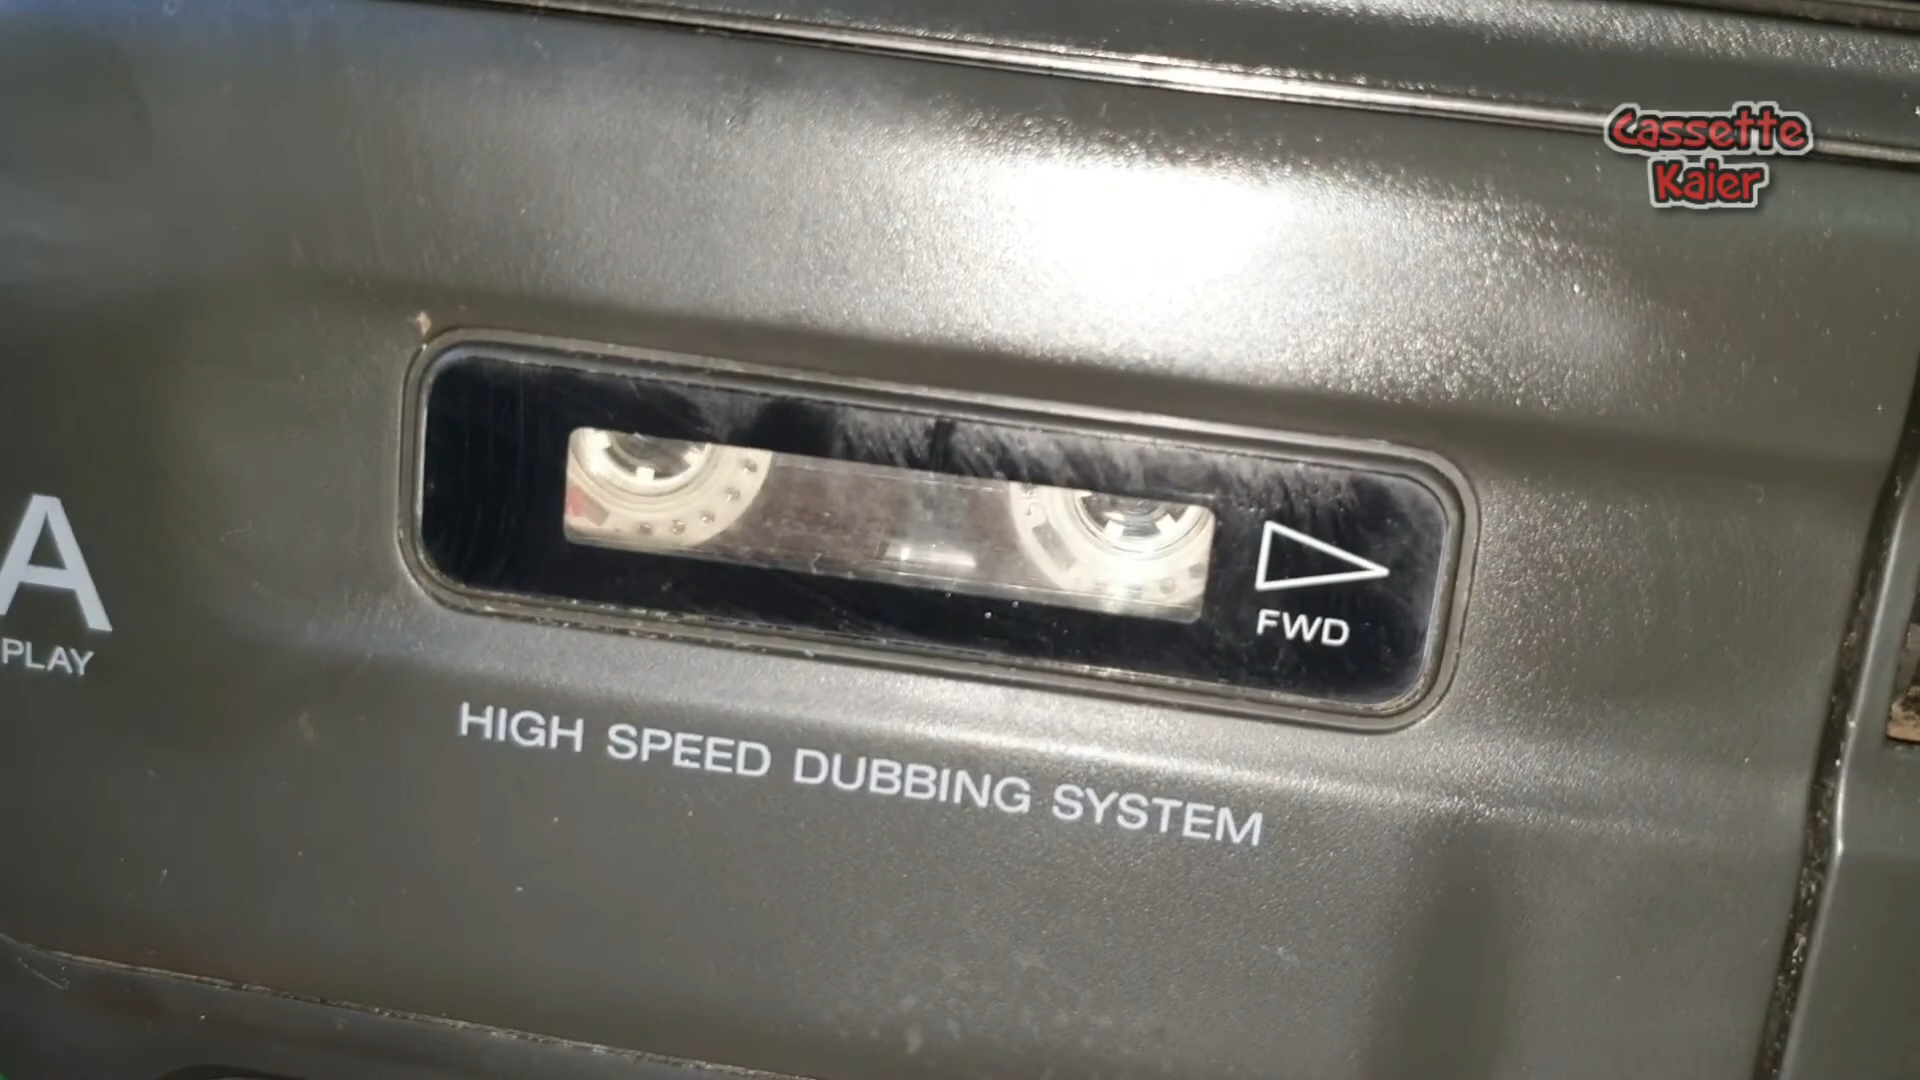 Cassette
Kaier
A
PLAY
FWD
HIGH SPEED DUBBING SYSTEM